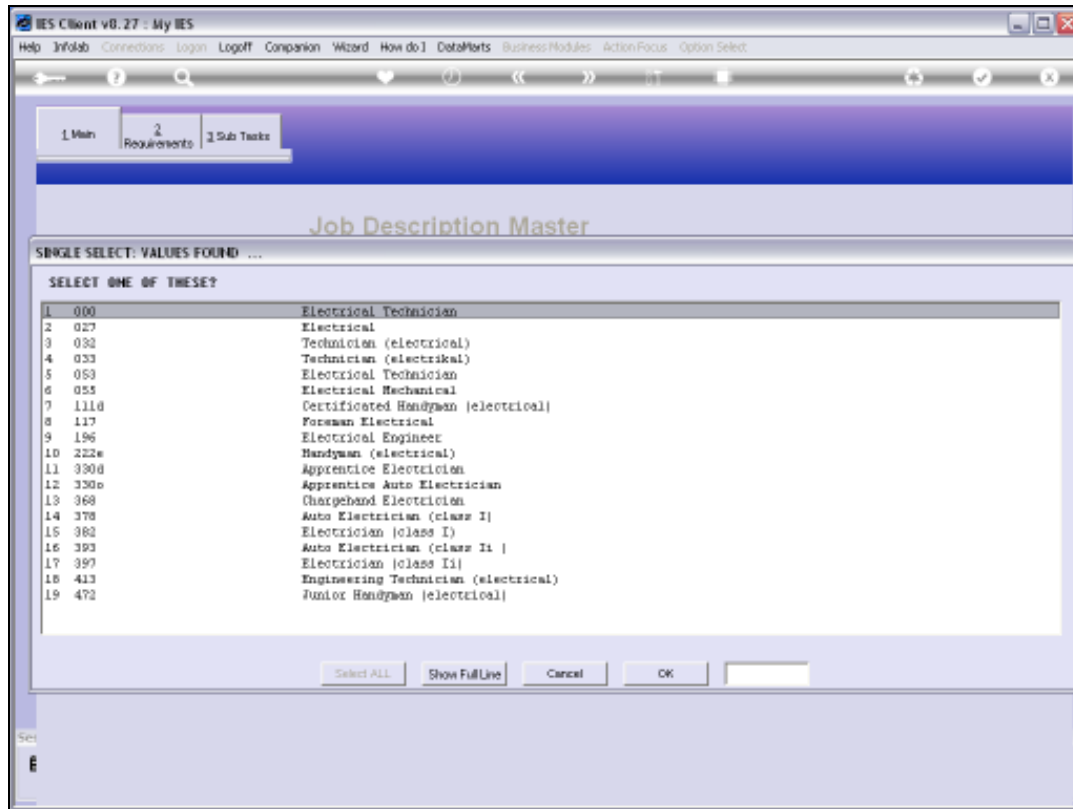 IES Client v8.27 : My IES
Help Infolab Connections Logon Logoff Companion Wizard How do I DataMarts Business Modules Action Focus Option Select
1 Main
2 Requirements
3 Sub Tasks
Job Description Master
SINGLE SELECT: VALUES FOUND ...
SELECT ONE OF THESE?
1 000 Electrical Technician
2 027 Electrical
3 032 Technician (electrical)
4 033 Technician (electrikal)
5 053 Electrical Technician
6 055 Electrical Mechanical
7 111d Certificated Handyman (electrical)
8 117 Foreman Electrical
9 196 Electrical Engineer
10 222e Handyman (electrical)
11 330d Apprentice Electrician
12 330o Apprentice Auto Electrician
13 368 Chargehand Electrician
14 378 Auto Electrician (class I)
15 382 Electrician (class I)
16 393 Auto Electrician (class Ii )
17 397 Electrician (class Ii)
18 413 Engineering Technician (electrical)
19 472 Junior Handyman (electrical)
Select ALL Show Full Line Cancel OK
Se